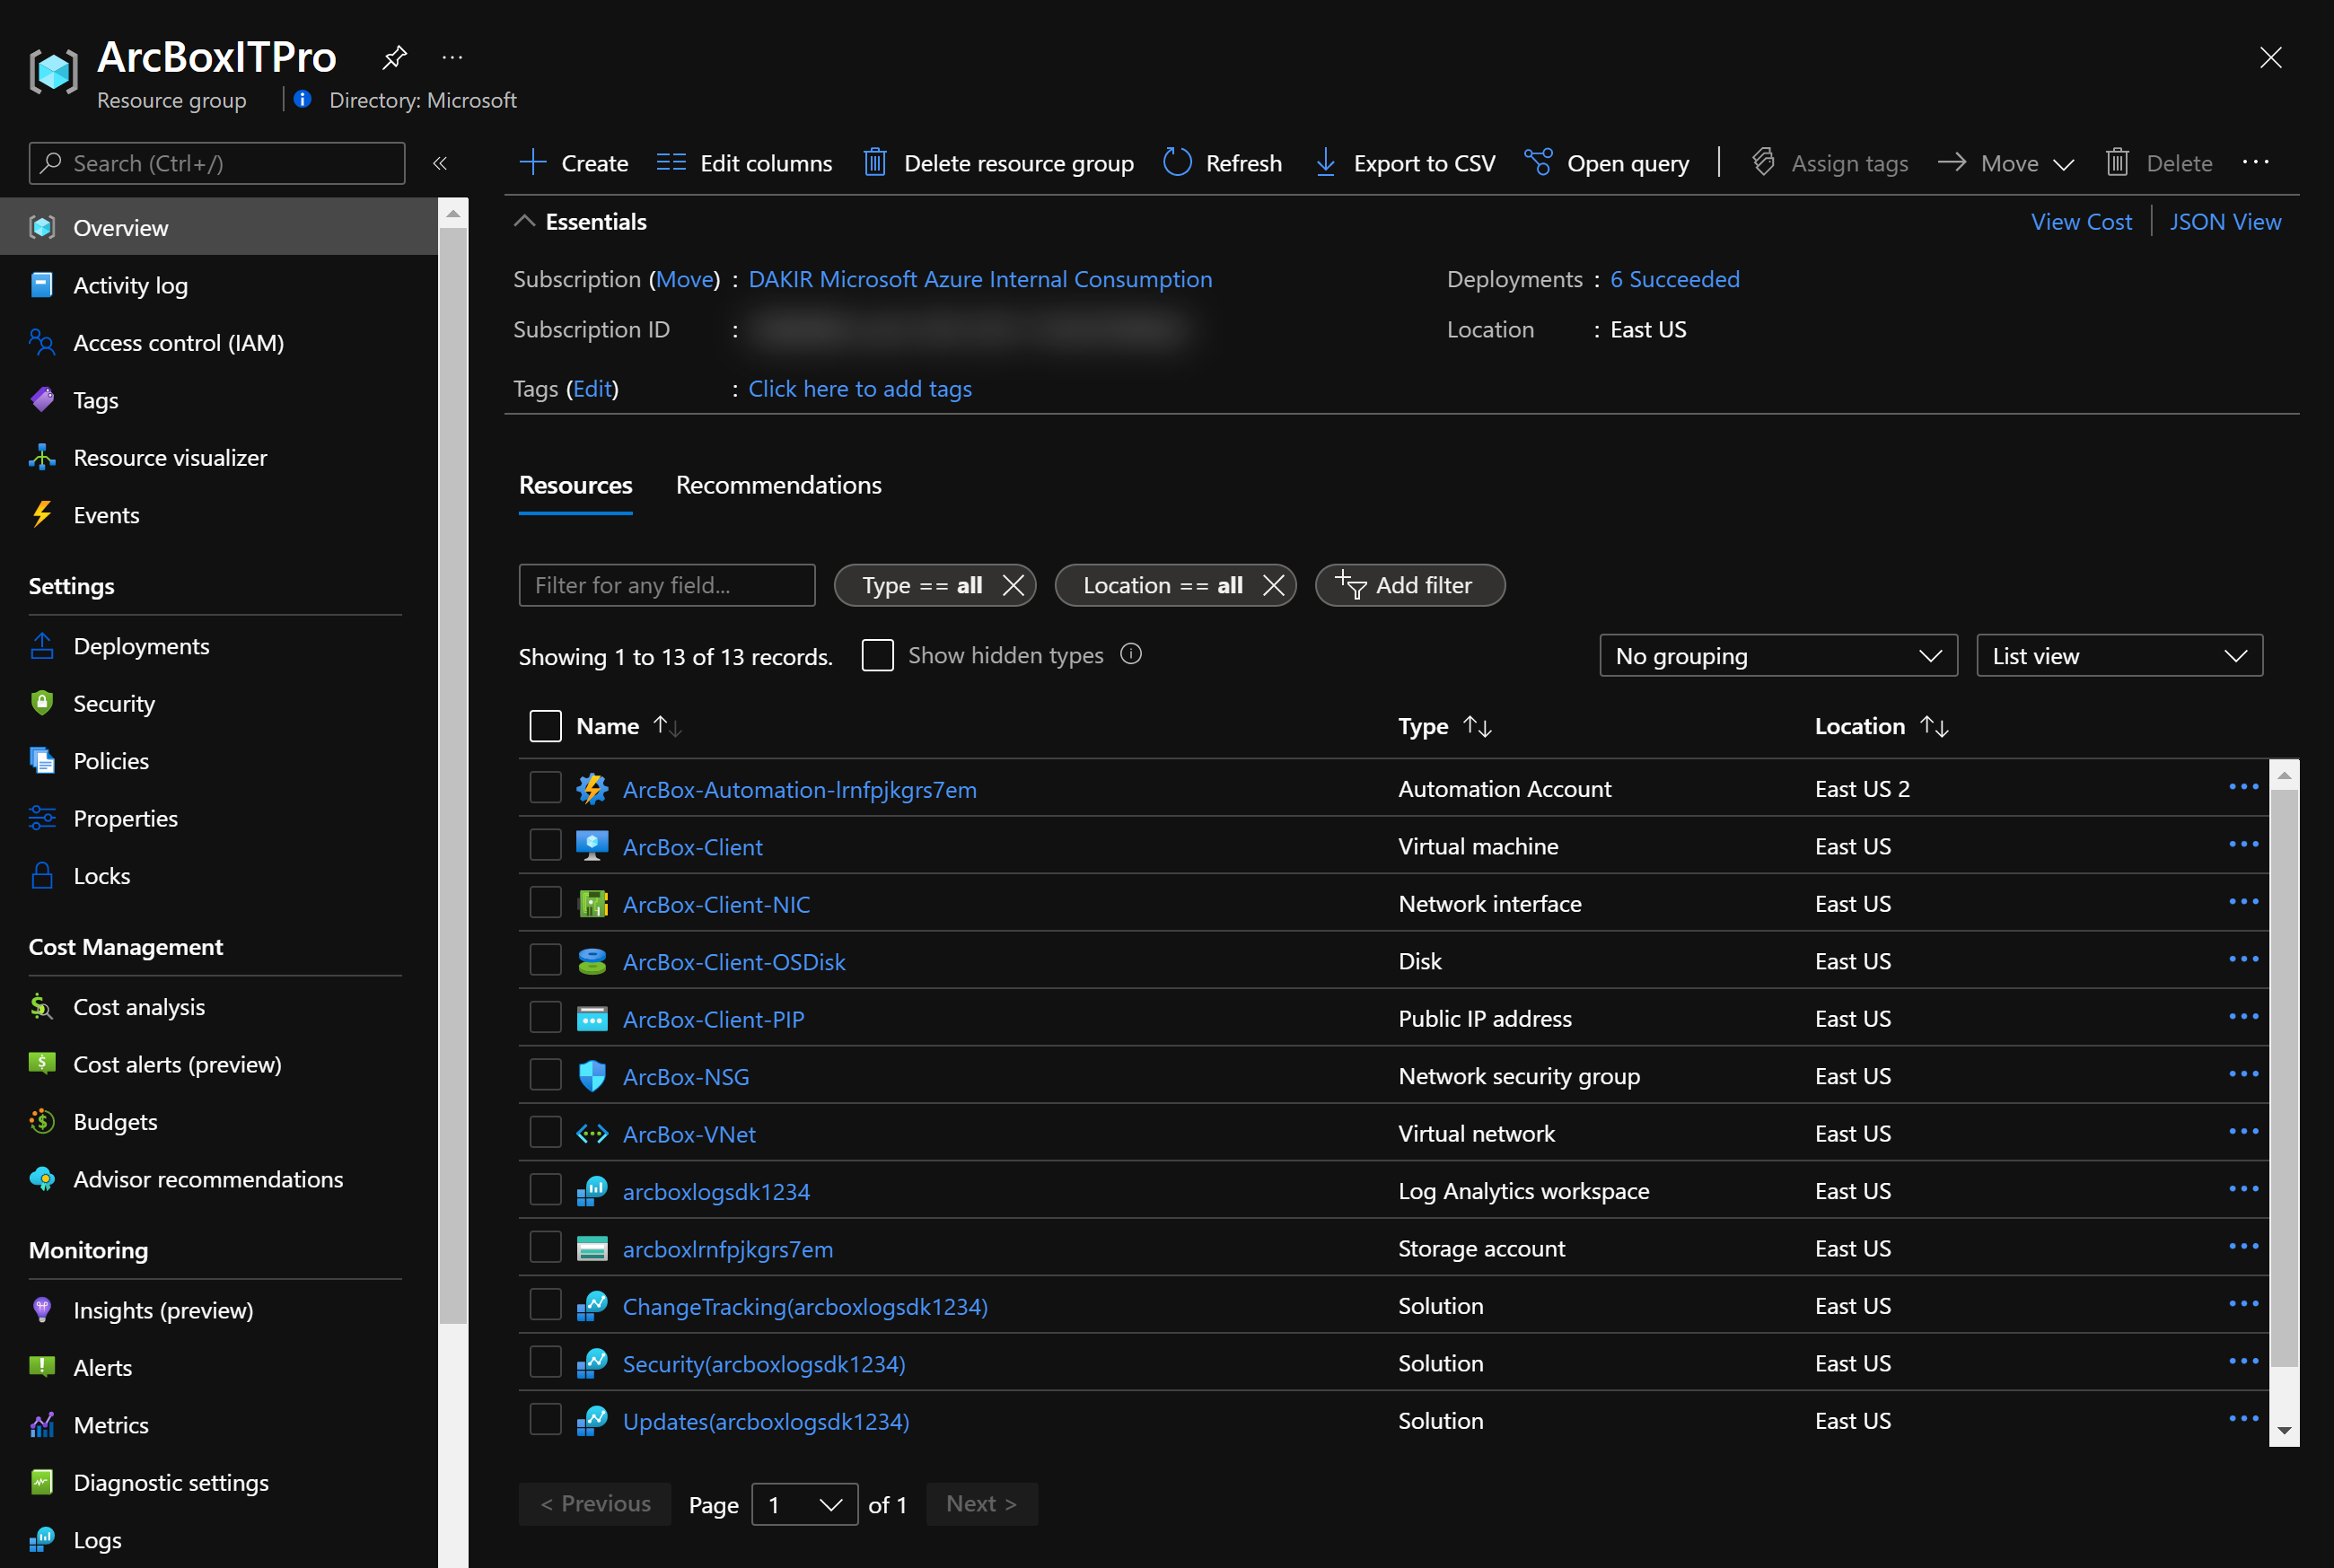 ArcBoxITPro ...
Resource group
Directory: Microsoft
Search (Ctrl+/)
«
Overview
Activity log
Access control (IAM)
Tags
Resource visualizer
Events
Settings
Deployments
Security
Policies
Properties
Locks
Cost Management
Cost analysis
Cost alerts (preview)
Budgets
Advisor recommendations
Monitoring
Insights (preview)
Alerts
Metrics
Diagnostic settings
Logs
Create Edit columns Delete resource group Refresh Export to CSV Open query Assign tags Move Delete ...
Essentials
View Cost JSON View
Subscription (Move) : DAKIR Microsoft Azure Internal Consumption
Deployments : 6 Succeeded
Subscription ID :
Location : East US
Tags (Edit) : Click here to add tags
Resources Recommendations
Filter for any field... Type == all Location == all Add filter
Showing 1 to 13 of 13 records. Show hidden types No grouping List view
Name Type Location
ArcBox-Automation-lrnfpjkgrs7em Automation Account East US 2 ...
ArcBox-Client Virtual machine East US ...
ArcBox-Client-NIC Network interface East US ...
ArcBox-Client-OSDisk Disk East US ...
ArcBox-Client-PIP Public IP address East US ...
ArcBox-NSG Network security group East US ...
ArcBox-VNet Virtual network East US ...
arcboxlogsdk1234 Log Analytics workspace East US ...
arcboxlrnfpjkgrs7em Storage account East US ...
ChangeTracking(arcboxlogsdk1234) Solution East US ...
Security(arcboxlogsdk1234) Solution East US ...
Updates(arcboxlogsdk1234) Solution East US ...
< Previous Page 1 of 1 Next >